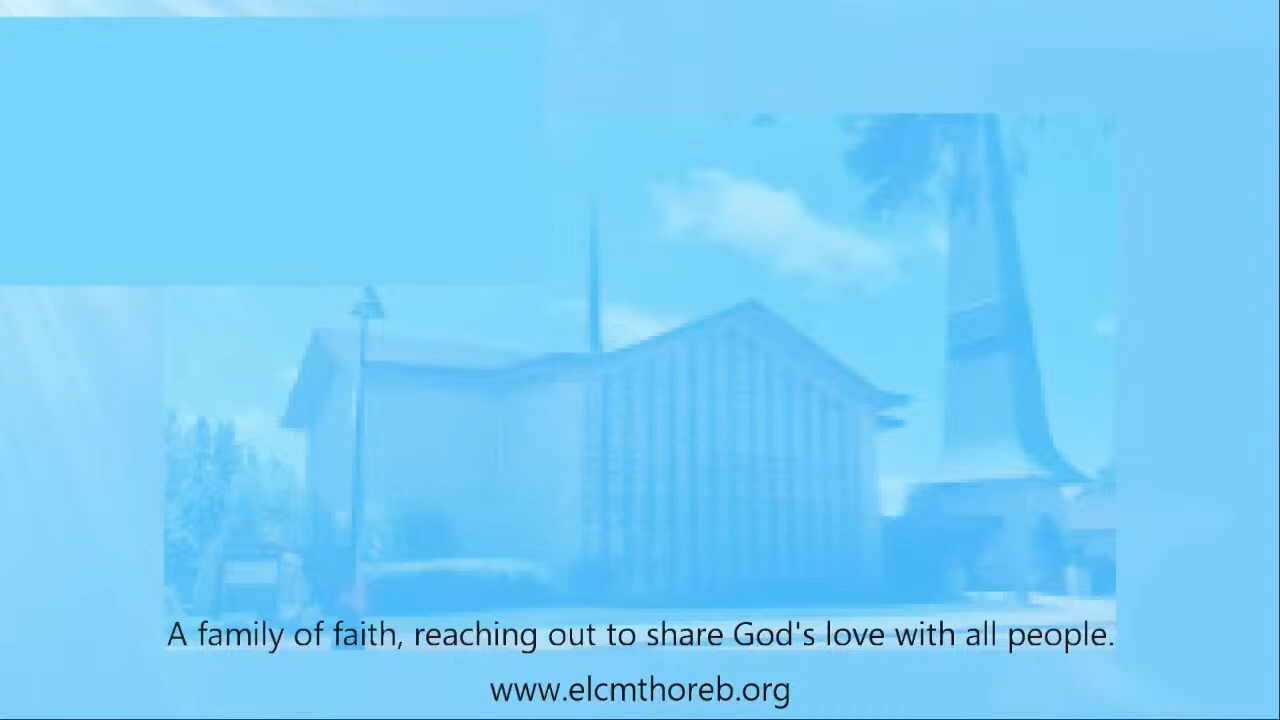 A family of faith, reaching out to share God's love with all people.
www.elcmthoreb.org